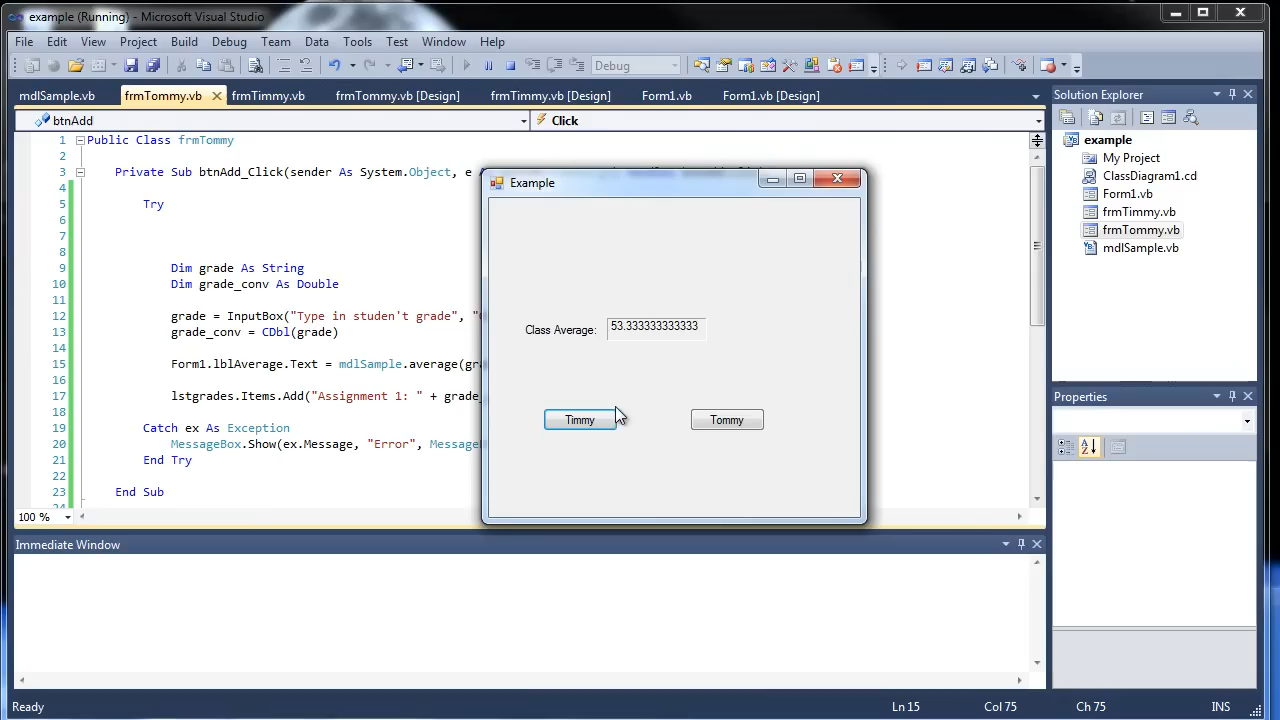 example (Running) - Microsoft Visual Studio
File Edit View Project Build Debug Team Data Tools Test Window Help
Debug
mdlSample.vb frmTommy.vb frmTimmy.vb frmTommy.vb [Design] frmTimmy.vb [Design] Form1.vb Form1.vb [Design]
btnAdd Click
1 Public Class frmTommy
2
3 Private Sub btnAdd_Click(sender As System.Object, e
4
5 Try
6
7
8
9 Dim grade As String
10 Dim grade_conv As Double
11
12 grade = InputBox("Type in studen't grade", "
13 grade_conv = CDbl(grade)
14
15 Form1.lblAverage.Text = mdlSample.average(gra
16
17 lstgrades.Items.Add("Assignment 1: " + grade_
18
19 Catch ex As Exception
20 MessageBox.Show(ex.Message, "Error", Message
21 End Try
22
23 End Sub
24
100 %
Example
Class Average: 53.333333333333
Timmy Tommy
Solution Explorer
example
My Project
ClassDiagram1.cd
Form1.vb
frmTimmy.vb
frmTommy.vb
mdlSample.vb
Properties
Immediate Window
Ready Ln 15 Col 75 Ch 75 INS